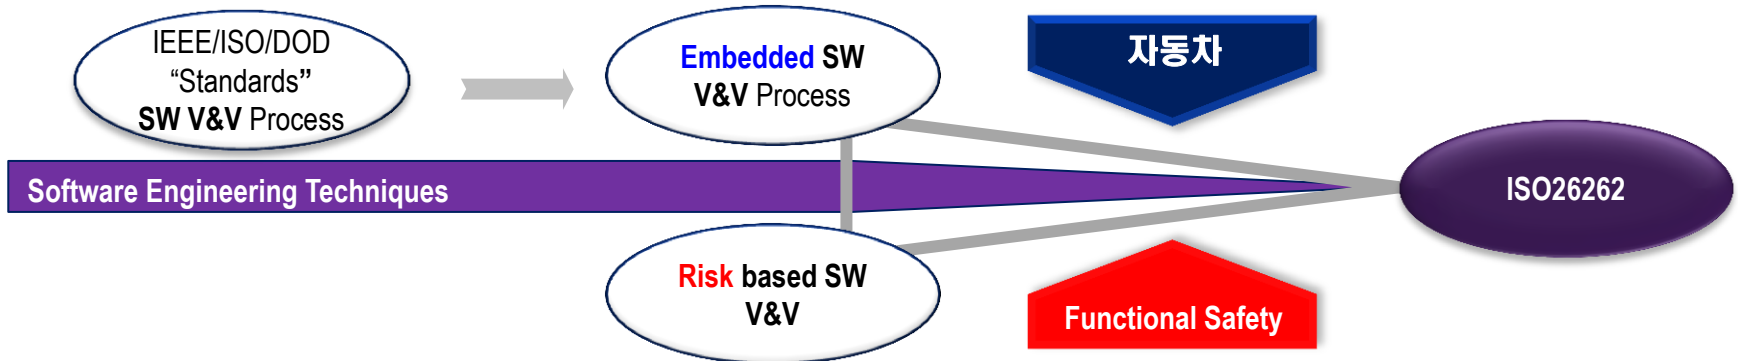 IEEE/ISO/DOD
“Standards”
SW V&V Process
Embedded SW
V&V Process
자동차
Software Engineering Techniques
ISO26262
Risk based SW
V&V
Functional Safety